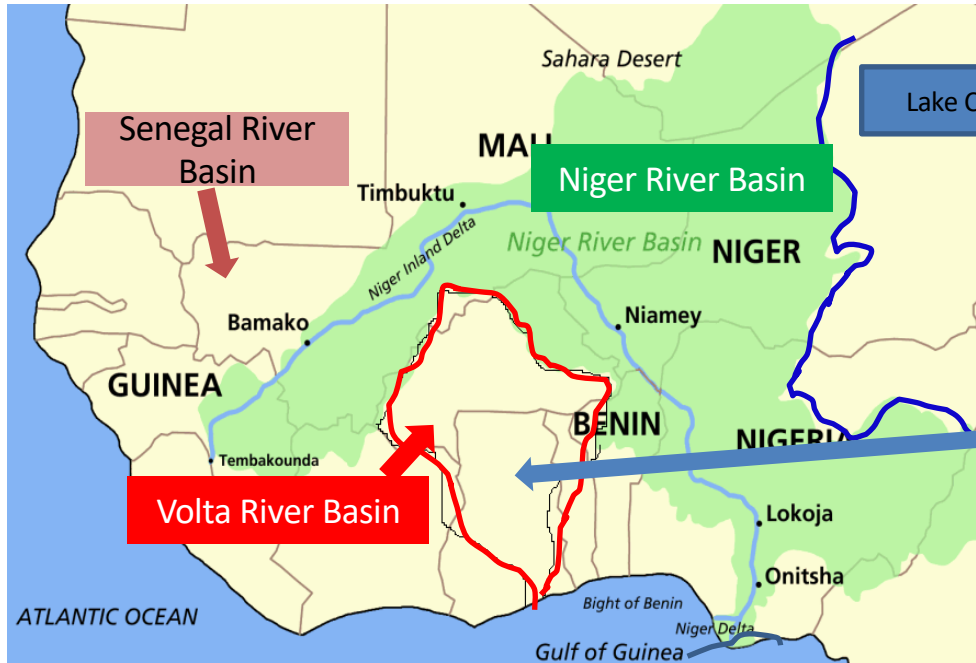 Sahara Desert
Lake C
Senegal River
Basin
MALI
Niger River Basin
Timbuktu
Niger Inland Delta
Niger River Basin
NIGER
Bamako
Niamey
GUINEA
BENIN
NIGERIA
Tembakounda
Volta River Basin
Lokoja
Onitsha
ATLANTIC OCEAN
Bight of Benin
Niger Delta
Gulf of Guinea